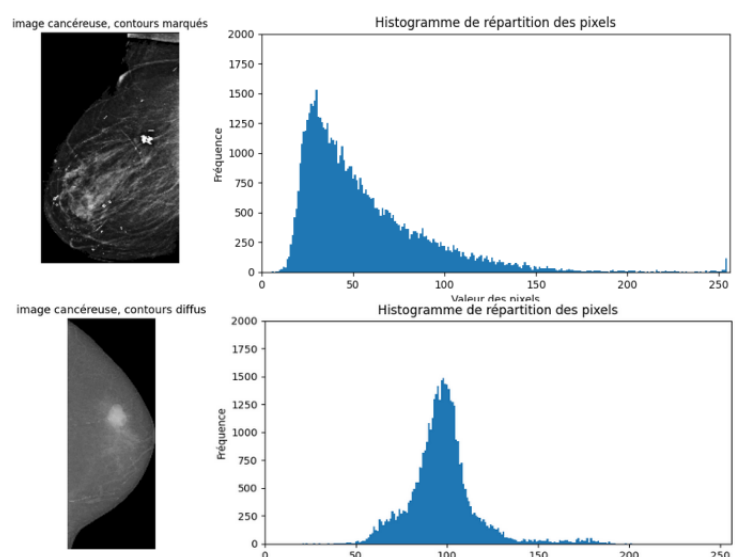 image cancéreuse, contours marqués
Histogramme de répartition des pixels
Fréquence
2000
1750
1500
1250
1000
750
500
250
0
0 50 100 150 200 250
Valeur des pixels
image cancéreuse, contours diffus
Histogramme de répartition des pixels
Fréquence
2000
1750
1500
1250
1000
750
500
250
0
0 50 100 150 200 250